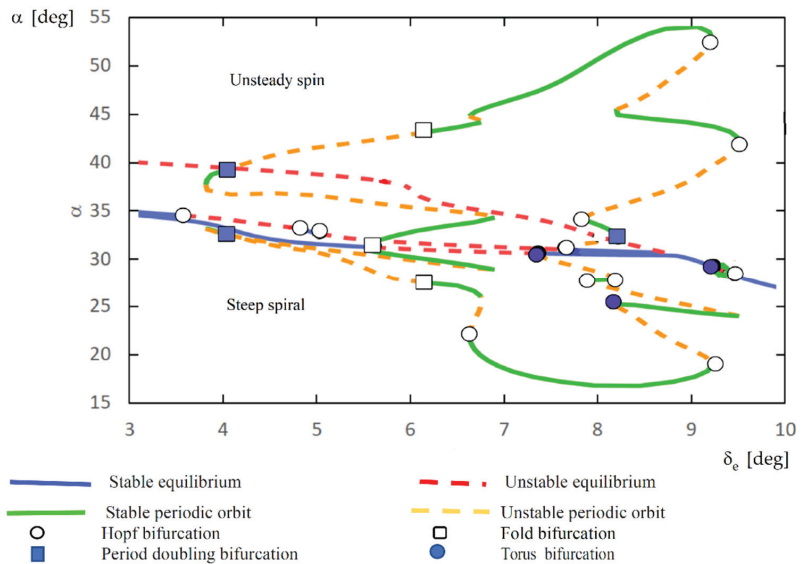 α [deg]
55
50
45
40
35
30
25
20
15
α
Unsteady spin
Steep spiral
3 4 5 6 7 8 9 10
δe [deg]
Stable equilibrium Unstable equilibrium
Stable periodic orbit Unstable periodic orbit
Hopf bifurcation Fold bifurcation
Period doubling bifurcation Torus bifurcation